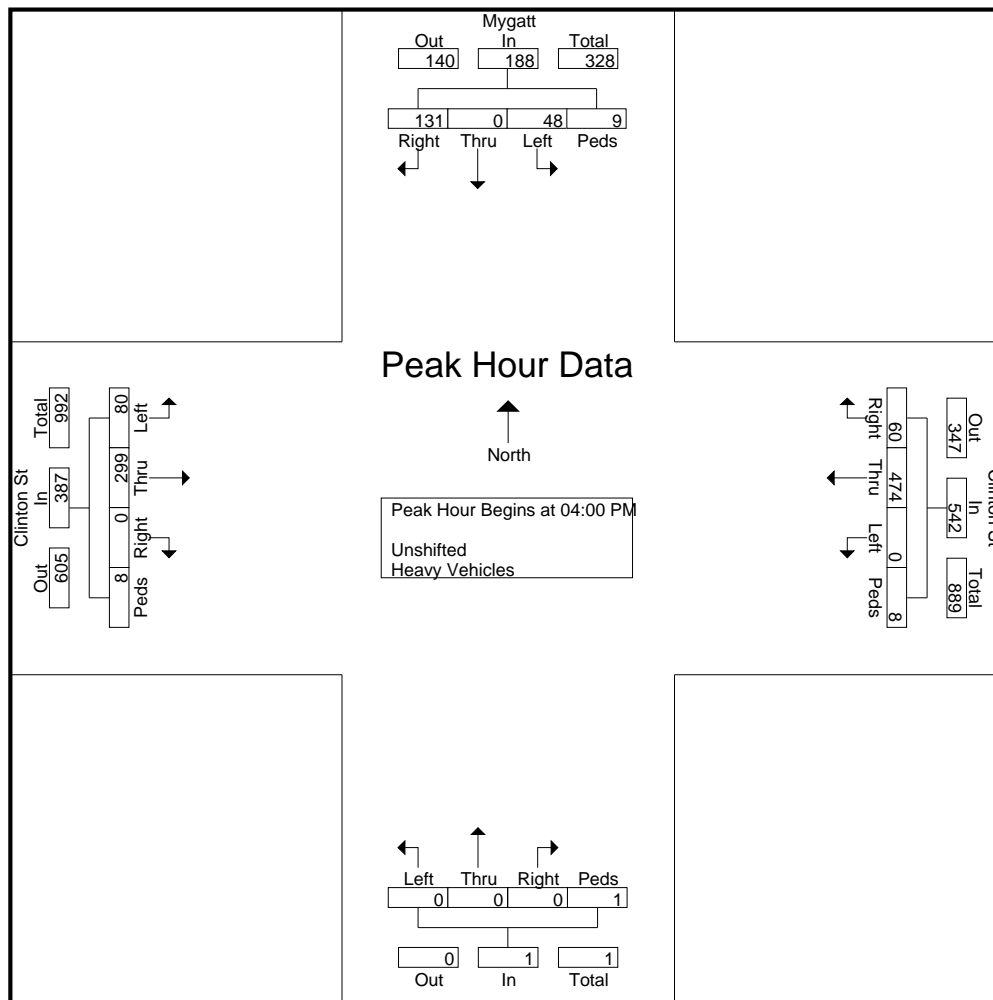 Mygatt
Out In Total
140 188 328
131 0 48 9
Right Thru Left Peds
Peak Hour Data
North
Peak Hour Begins at 04:00 PM
Unshifted
Heavy Vehicles
Clinton St
Out In Total
605 387 992
8 0 299 80
Peds Right Thru Left
Clinton St
Out In Total
347 542 889
60 474 0 8
Right Thru Left Peds
Left Thru Right Peds
0 0 0 1
0 1 1
Out In Total